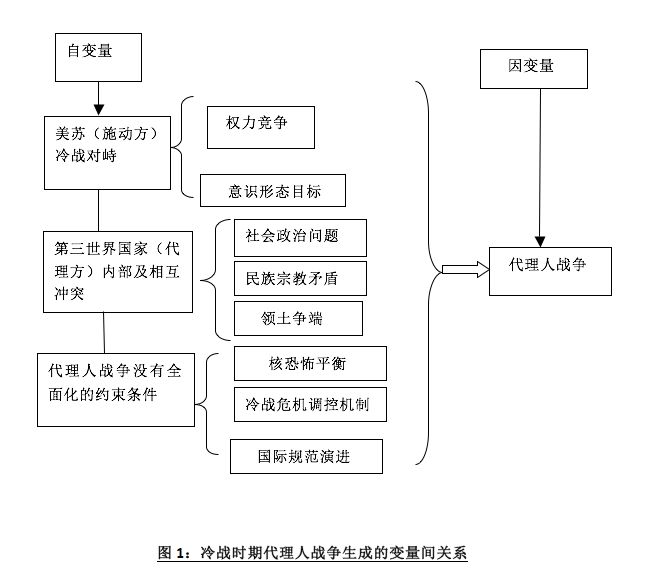 自变量
因变量
美苏（施动方）
冷战对峙
权力竞争
意识形态目标
第三世界国家（代
理方）内部及相互
冲突
社会政治问题
民族宗教矛盾
领土争端
代理人战争
代理人战争没有全
面化的约束条件
核恐怖平衡
冷战危机调控机制
国际规范演进
图 1：冷战时期代理人战争生成的变量间关系